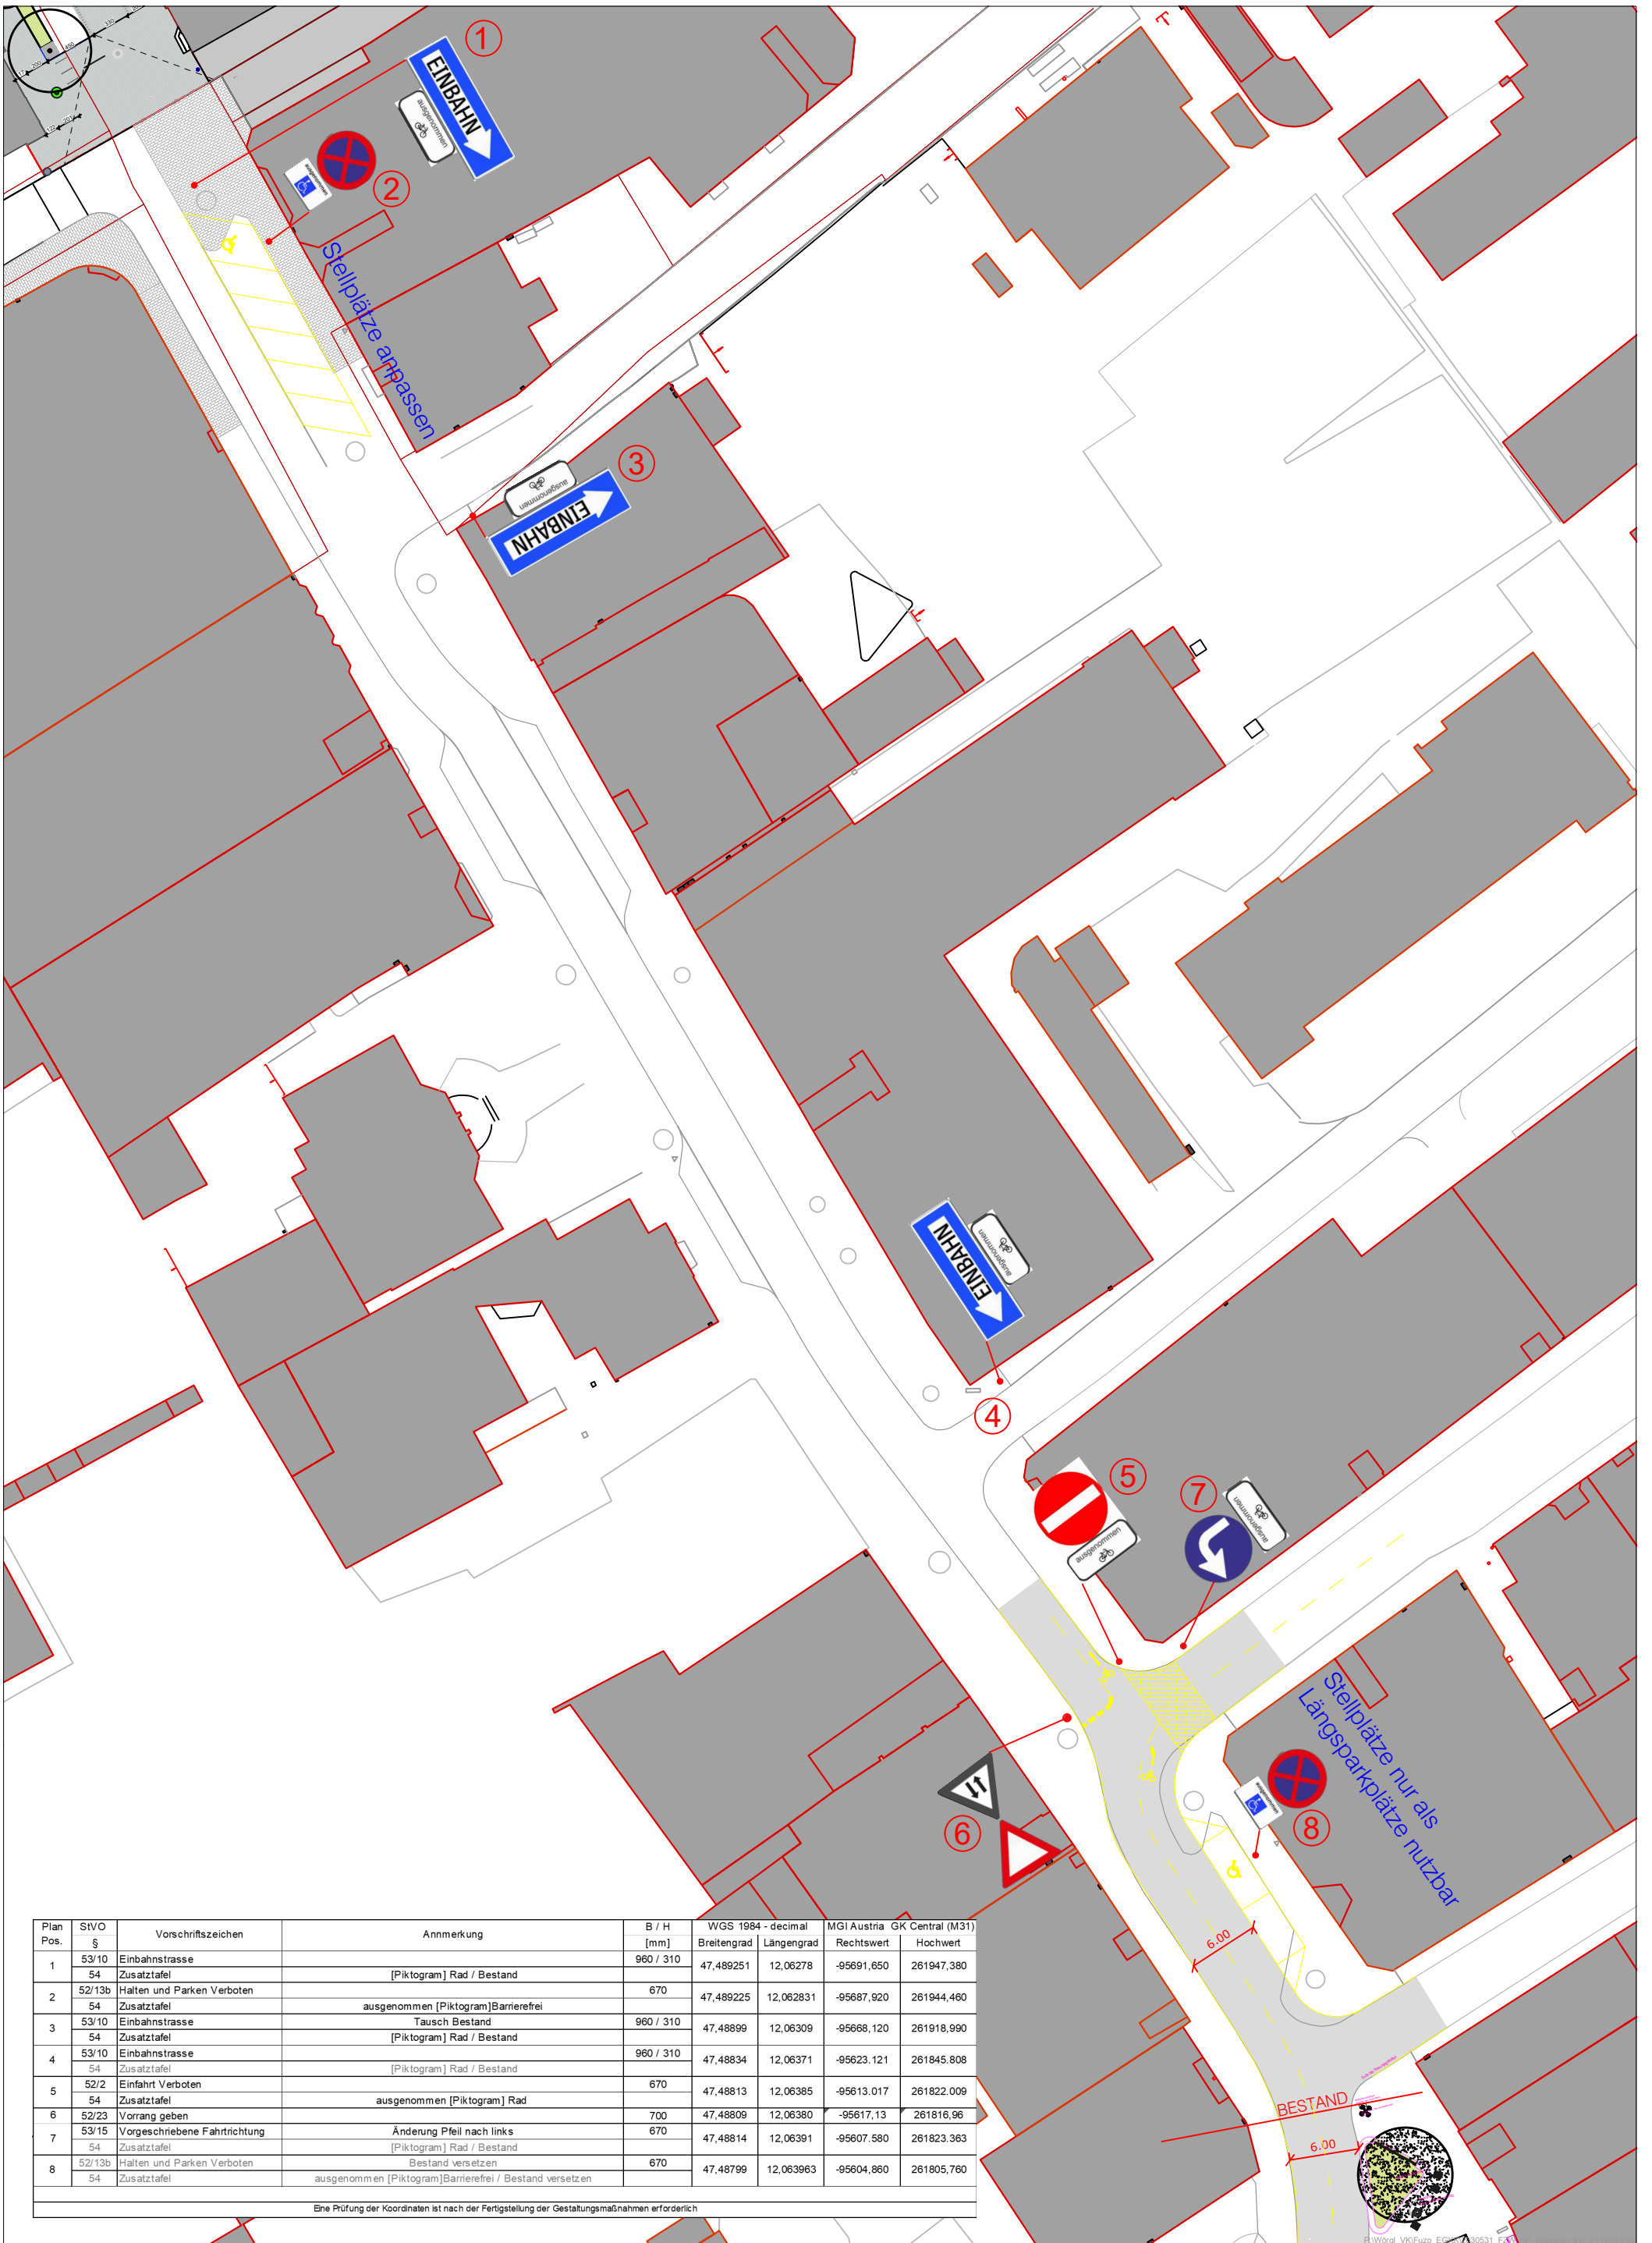 ①
EINBAHN
ausgenommen
②
ausgenommen
Stellplätze anpassen
③
ausgenommen
EINBAHN
EINBAHN
ausgenommen
④
⑤
ausgenommen
⑦
ausgenommen
Stellplätze nur als
Längsparkplätze nutzbar
⑥
⑧
ausgenommen
6.00
BESTAND
6.00
Plan Pos. StVO § Vorschriftszeichen Annmerkung B / H [mm] WGS 1984 - decimal MGI Austria GK Central (M31)
Breitengrad Längengrad Rechtswert Hochwert
1 53/10 Einbahnstrasse 960 / 310 47,489251 12,06278 -95691,650 261947,380
54 Zusatztafel [Piktogram] Rad / Bestand
2 52/13b Halten und Parken Verboten 670 47,489225 12,062831 -95687,920 261944,460
54 Zusatztafel ausgenommen [Piktogram]Barrierefrei
3 53/10 Einbahnstrasse Tausch Bestand 960 / 310 47,48899 12,06309 -95668,120 261918,990
54 Zusatztafel [Piktogram] Rad / Bestand
4 53/10 Einbahnstrasse 960 / 310 47,48834 12,06371 -95623.121 261845.808
54 Zusatztafel [Piktogram] Rad / Bestand
5 52/2 Einfahrt Verboten 670 47,48813 12,06385 -95613.017 261822.009
54 Zusatztafel ausgenommen [Piktogram] Rad
6 52/23 Vorrang geben 700 47,48809 12,06380 -95617,13 261816,96
7 53/15 Vorgeschriebene Fahrtrichtung Änderung Pfeil nach links 670 47,48814 12,06391 -95607.580 261823.363
54 Zusatztafel [Piktogram] Rad / Bestand
8 52/13b Halten und Parken Verboten Bestand versetzen 670 47,48799 12,063963 -95604,860 261805,760
54 Zusatztafel ausgenommen [Piktogram]Barrierefrei / Bestand versetzen
Eine Prüfung der Koordinaten ist nach der Fertigstellung der Gestaltungsmaßnahmen erforderlich